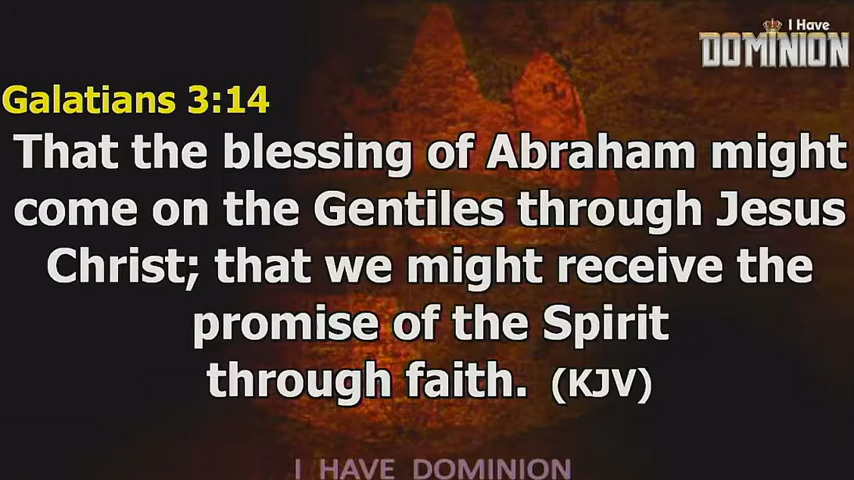 I Have
DOMINION
Galatians 3:14
That the blessing of Abraham might
come on the Gentiles through Jesus
Christ; that we might receive the
promise of the Spirit
through faith. (KJV)
I HAVE DOMINION